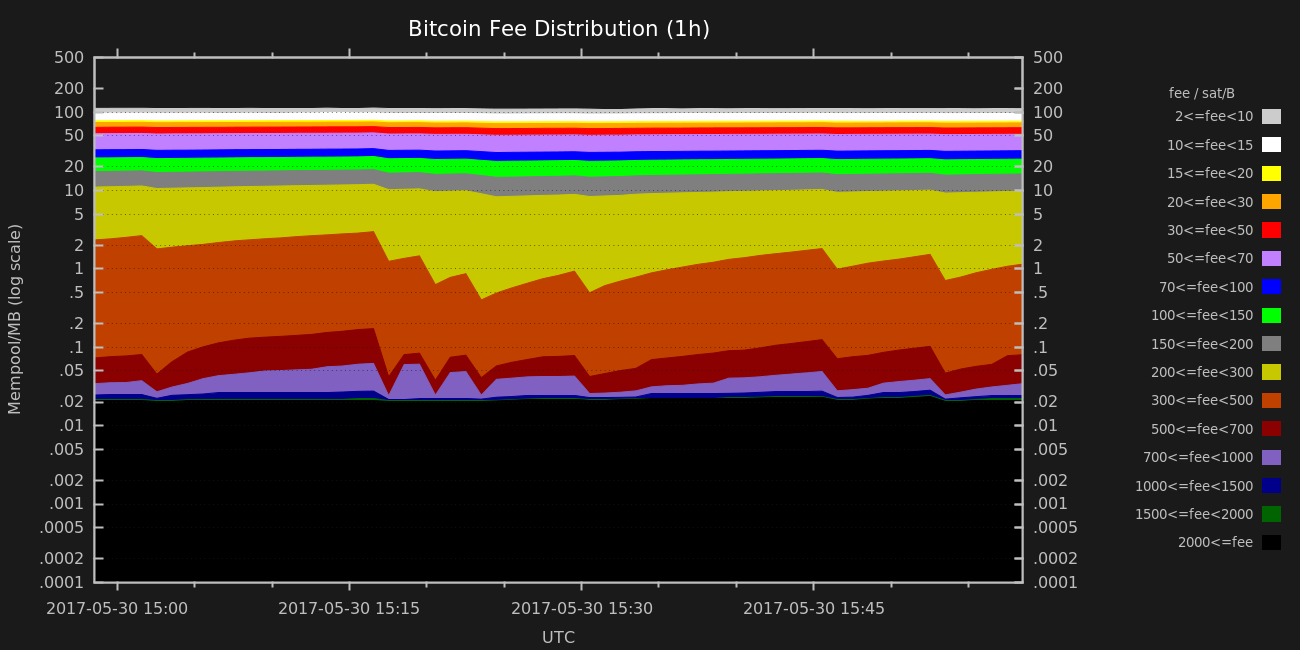 Bitcoin Fee Distribution (1h)
Mempool/MB (log scale)
500
200
100
50
20
10
5
2
1
.5
.2
.1
.05
.02
.01
.005
.002
.001
.0005
.0002
.0001
500
200
100
50
20
10
5
2
1
.5
.2
.1
.05
.02
.01
.005
.002
.001
.0005
.0002
.0001
2017-05-30 15:00 2017-05-30 15:15 2017-05-30 15:30 2017-05-30 15:45
UTC
fee / sat/B
2<=fee<10
10<=fee<15
15<=fee<20
20<=fee<30
30<=fee<50
50<=fee<70
70<=fee<100
100<=fee<150
150<=fee<200
200<=fee<300
300<=fee<500
500<=fee<700
700<=fee<1000
1000<=fee<1500
1500<=fee<2000
2000<=fee